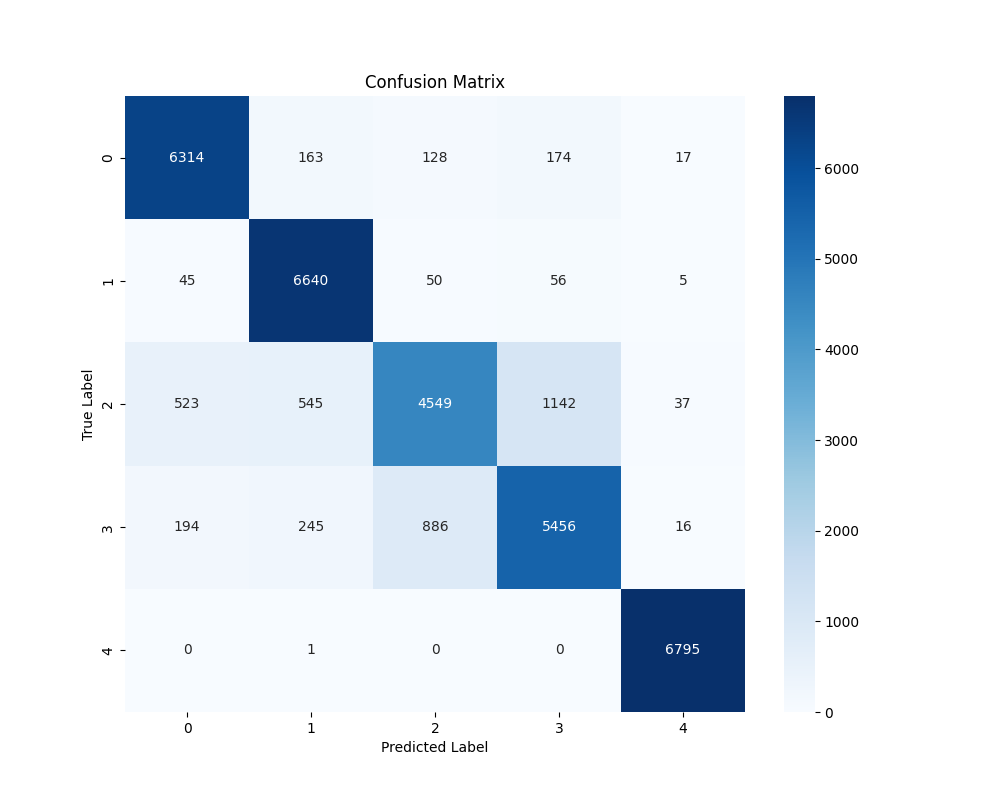 Confusion Matrix
0 6314 163 128 174 17
1 45 6640 50 56 5
2 523 545 4549 1142 37
3 194 245 886 5456 16
4 0 1 0 0 6795
0 1 2 3 4
Predicted Label
True Label
6000
5000
4000
3000
2000
1000
0